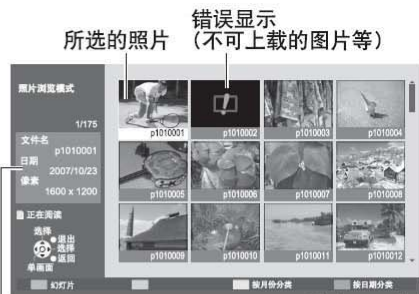 错误显示
所选的照片 （不可上载的图片等）
照片浏览模式
1/175
文件名
p1010001
日期
2007/10/23
像素
1600 x 1200
正在阅读
选择
退出
选择
返回
单画面
p1010001 p1010002 p1010003 p1010004
p1010005 p1010006 p1010007 p1010008
p1010009 p1010010 p1010011 p1010012
幻灯片 按月份分类 按日期分类